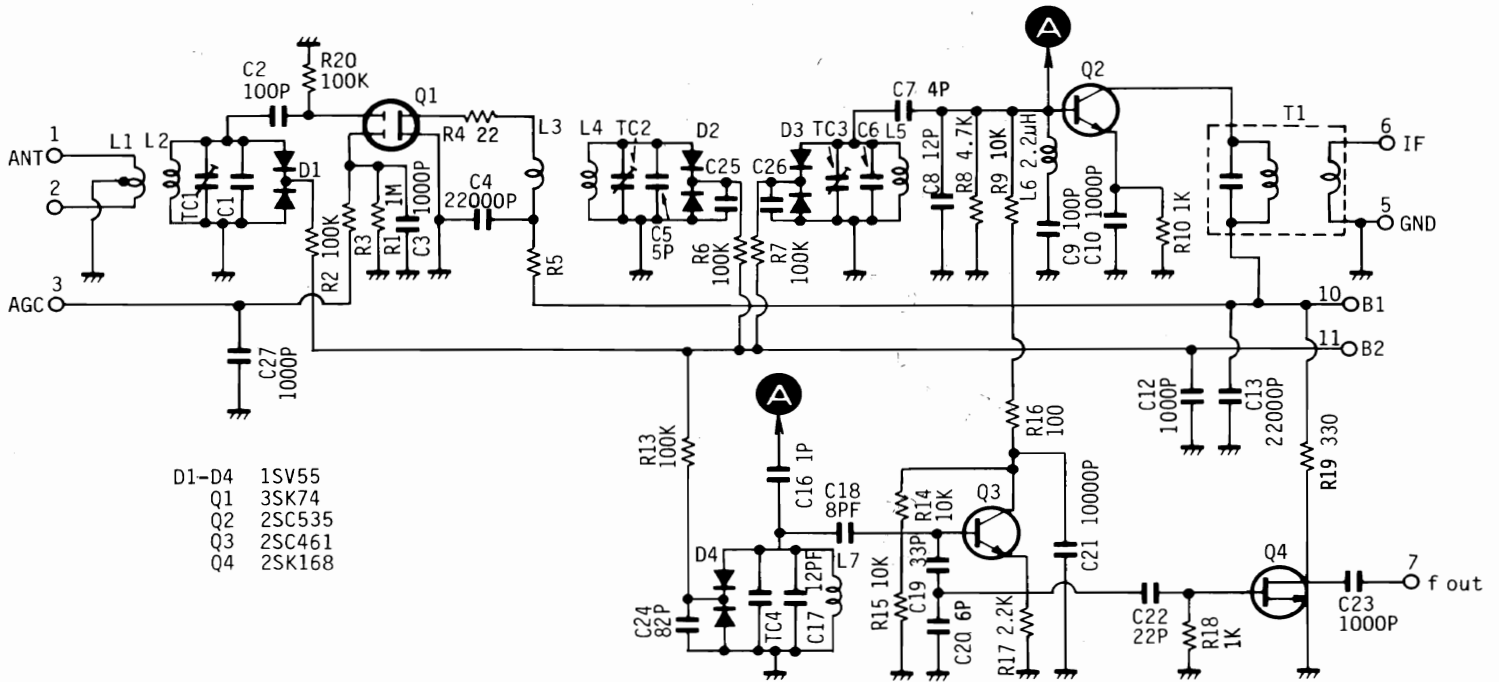 1
ANT
2
L1
L2
TC1
C1
C2
100P
R20
100K
D1
R2 100K
R3
R1 1M
C3 1000P
Q1
R4 22
C4
22000P
L3
R5
L4
TC2
C5
5P
D2
C25
R6
100K
C26
D3
TC3
C6
L5
R7
100K
C7 4P
C8 12P
R8 4.7K
R9 10K
L6 2.2μH
A
Q2
C9 100P
C10 1000P
R10 1K
T1
6
IF
5
GND
3
AGC
C27
1000P
10
B1
11
B2
C12
1000P
C13
22000P
R19 330
A
R13
100K
C16 1P
C18
8PF
R16
100
R14
10K
Q3
C21 10000P
D4
C24
82P
TC4
12PF
C17
L7
R15 10K
C19 33P
C20 6P
R17 2.2K
C22
22P
R18
1K
Q4
C23
1000P
7
f out
D1-D4 1SV55
Q1 3SK74
Q2 2SC535
Q3 2SC461
Q4 2SK168